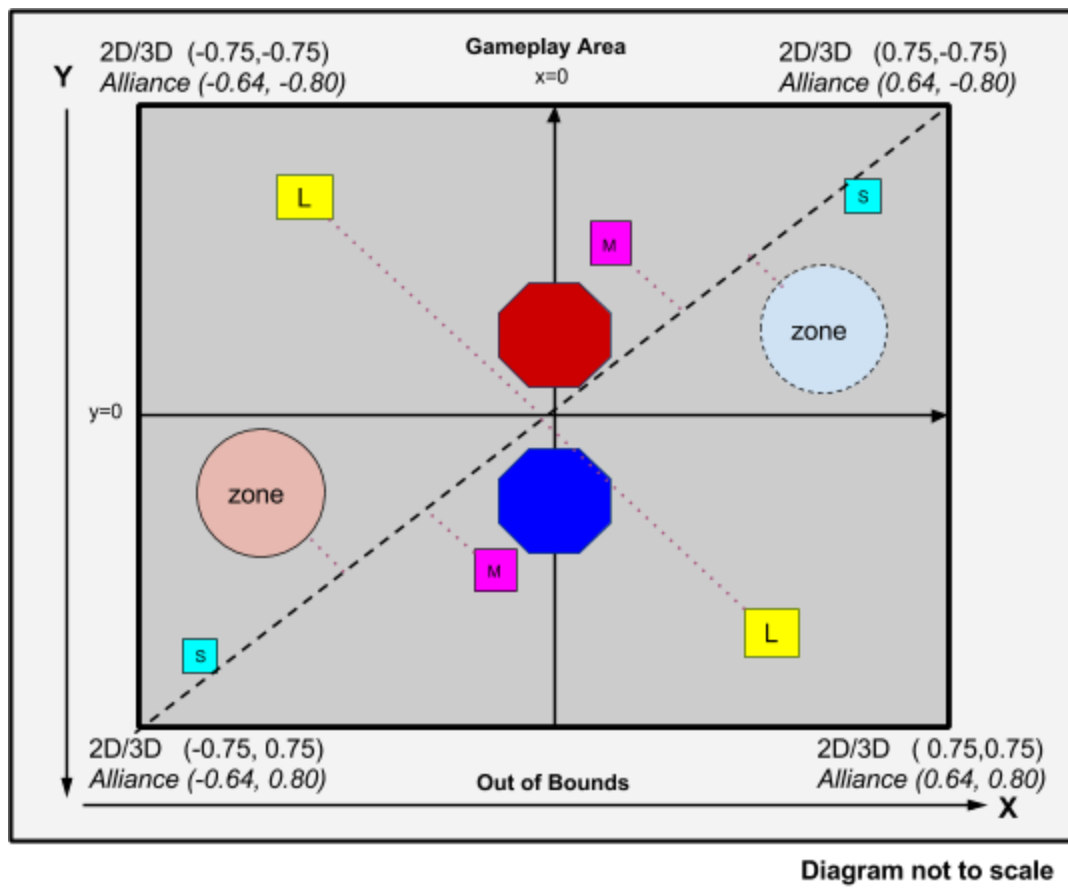 2D/3D (-0.75,-0.75)
Alliance (-0.64, -0.80)
Gameplay Area
x=0
2D/3D (0.75,-0.75)
Alliance (0.64, -0.80)
Y
L
S
M
zone
y=0
zone
M
L
S
2D/3D (-0.75, 0.75)
Alliance (-0.64, 0.80)
Out of Bounds
2D/3D ( 0.75,0.75)
Alliance (0.64, 0.80)
X
Diagram not to scale